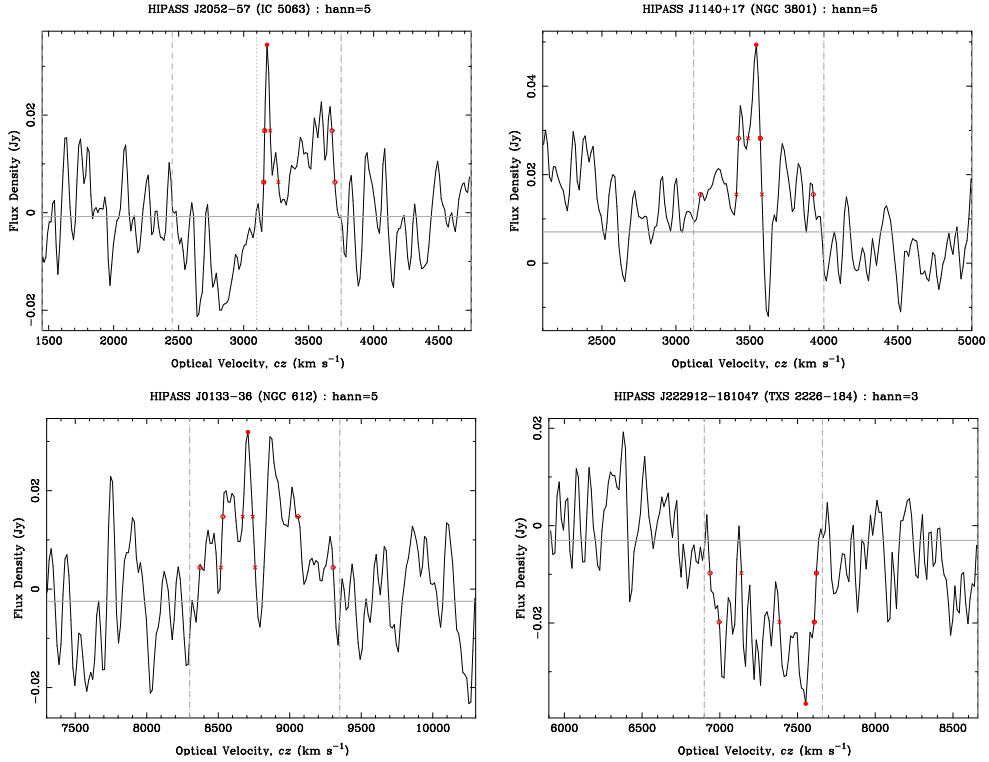 HIPASS J2052-57 (IC 5063) : hann=5
Flux Density (Jy)
0.02
0
-0.02
1500 2000 2500 3000 3500 4000 4500
Optical Velocity, cz (km s⁻¹)
HIPASS J1140+17 (NGC 3801) : hann=5
Flux Density (Jy)
0.04
0.02
0
2500 3000 3500 4000 4500 5000
Optical Velocity, cz (km s⁻¹)
HIPASS J0133-36 (NGC 612) : hann=5
Flux Density (Jy)
0.02
0
-0.02
7500 8000 8500 9000 9500 10000
Optical Velocity, cz (km s⁻¹)
HIPASS J222912-181047 (TXS 2226-184) : hann=3
Flux Density (Jy)
0.02
0
-0.02
6000 6500 7000 7500 8000 8500
Optical Velocity, cz (km s⁻¹)